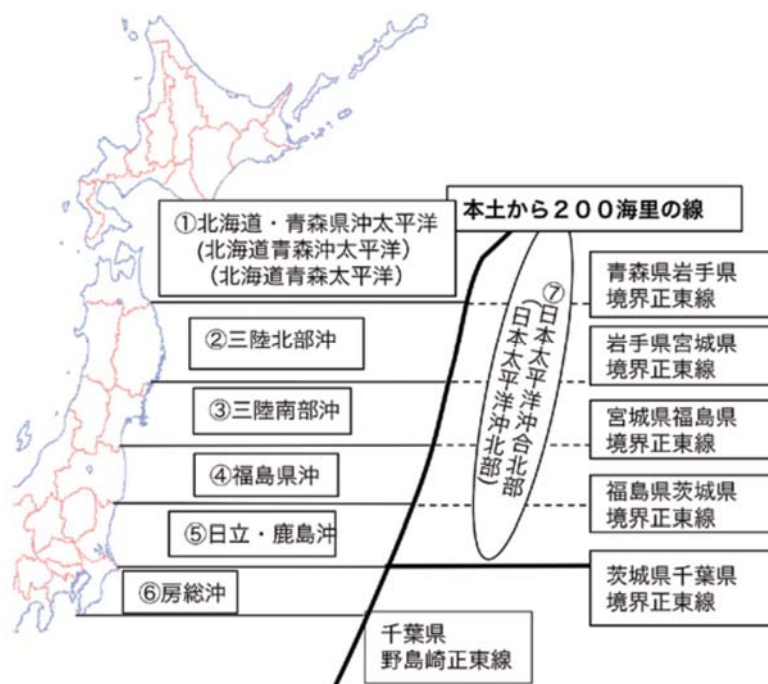 ①北海道・青森県沖太平洋
(北海道青森沖太平洋)
(北海道青森太平洋)
本土から２００海里の線
②三陸北部沖
③三陸南部沖
④福島県沖
⑤日立・鹿島沖
⑥房総沖
⑦日本太平洋沖合北部
(日本太平洋沖北部)
青森県岩手県
境界正東線
岩手県宮城県
境界正東線
宮城県福島県
境界正東線
福島県茨城県
境界正東線
茨城県千葉県
境界正東線
千葉県
野島崎正東線